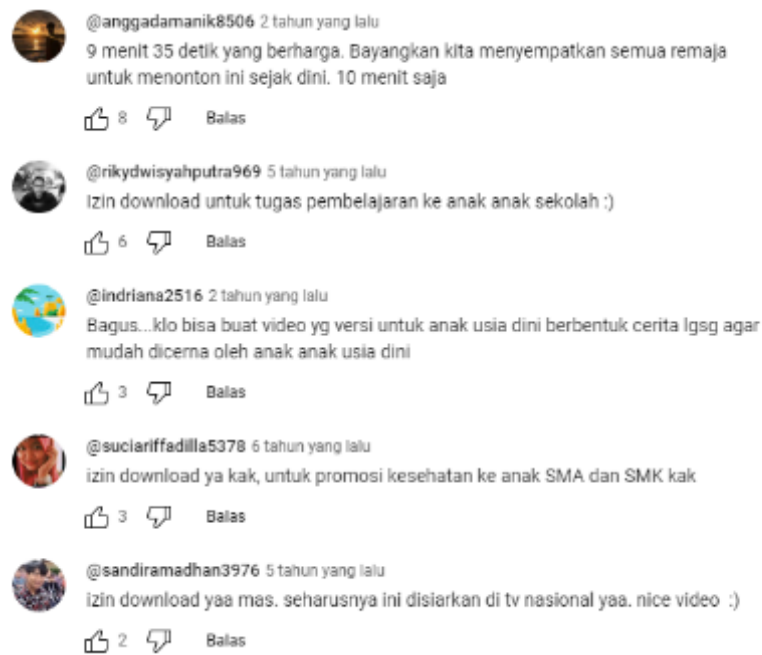 @anggadamanik8506 2 tahun yang lalu
9 menit 35 detik yang berharga. Bayangkan kita menyempatkan semua remaja
untuk menonton ini sejak dini. 10 menit saja
8 Balas
@rikydwisyahputra969 5 tahun yang lalu
Izin download untuk tugas pembelajaran ke anak anak sekolah :)
6 Balas
@indriana2516 2 tahun yang lalu
Bagus...klo bisa buat video yg versi untuk anak usia dini berbentuk cerita lgsg agar
mudah dicerna oleh anak anak usia dini
3 Balas
@suciariffadilla5378 6 tahun yang lalu
izin download ya kak, untuk promosi kesehatan ke anak SMA dan SMK kak
3 Balas
@sandiramadhan3976 5 tahun yang lalu
izin download yaa mas. seharusnya ini disiarkan di tv nasional yaa. nice video :)
2 Balas